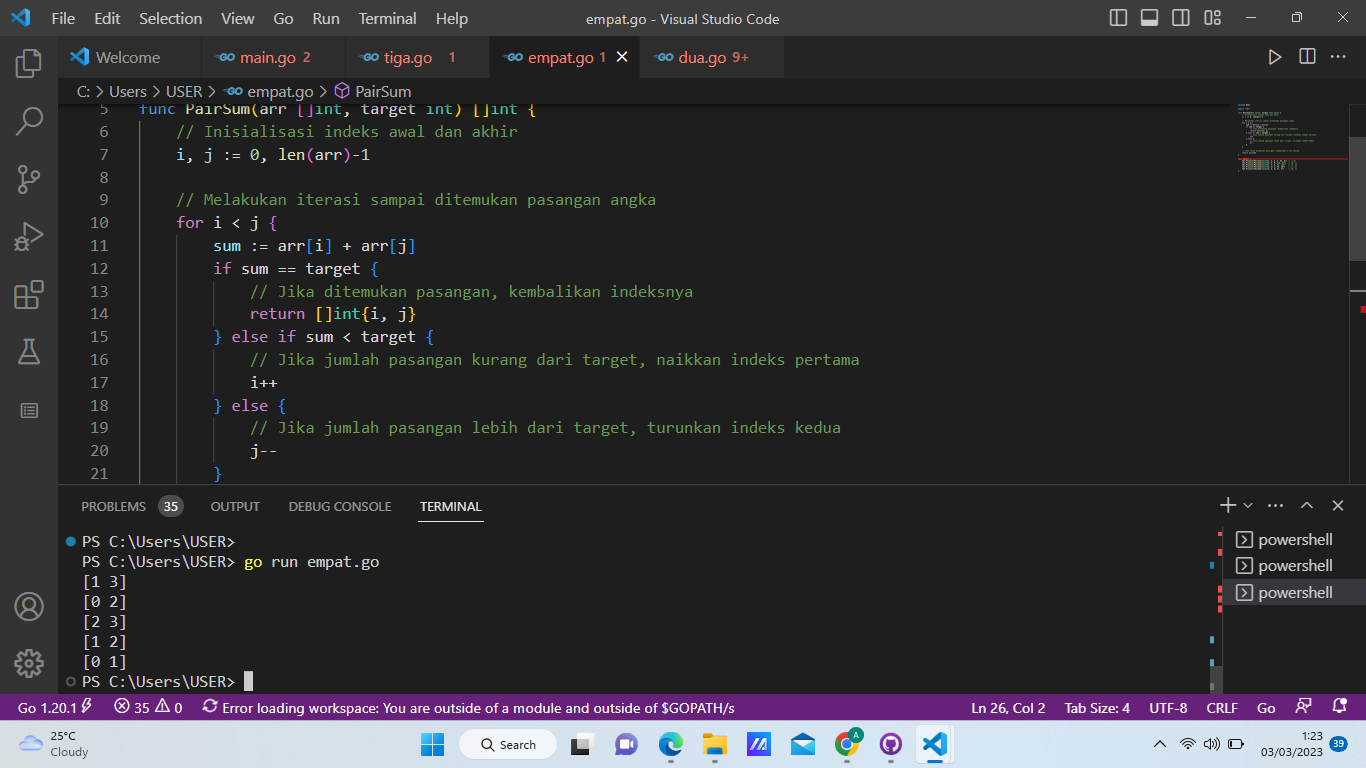 File Edit Selection View Go Run Terminal Help empat.go - Visual Studio Code
Welcome main.go 2 tiga.go 1 empat.go 1 dua.go 9+
C: > Users > USER > empat.go > PairSum
5 func PairSum(arr []int, target int) []int {
6 // Inisialisasi indeks awal dan akhir
7 i, j := 0, len(arr)-1
8
9 // Melakukan iterasi sampai ditemukan pasangan angka
10 for i < j {
11 sum := arr[i] + arr[j]
12 if sum == target {
13 // Jika ditemukan pasangan, kembalikan indeksnya
14 return []int{i, j}
15 } else if sum < target {
16 // Jika jumlah pasangan kurang dari target, naikkan indeks pertama
17 i++
18 } else {
19 // Jika jumlah pasangan lebih dari target, turunkan indeks kedua
20 j--
21 }
PROBLEMS 35 OUTPUT DEBUG CONSOLE TERMINAL
PS C:\Users\USER>
PS C:\Users\USER> go run empat.go
[1 3]
[0 2]
[2 3]
[1 2]
[0 1]
PS C:\Users\USER>
powershell
powershell
powershell
Go 1.20.1 35 0 Error loading workspace: You are outside of a module and outside of $GOPATH/s Ln 26, Col 2 Tab Size: 4 UTF-8 CRLF Go
25°C
Cloudy
Search
A
1:23
03/03/2023
39